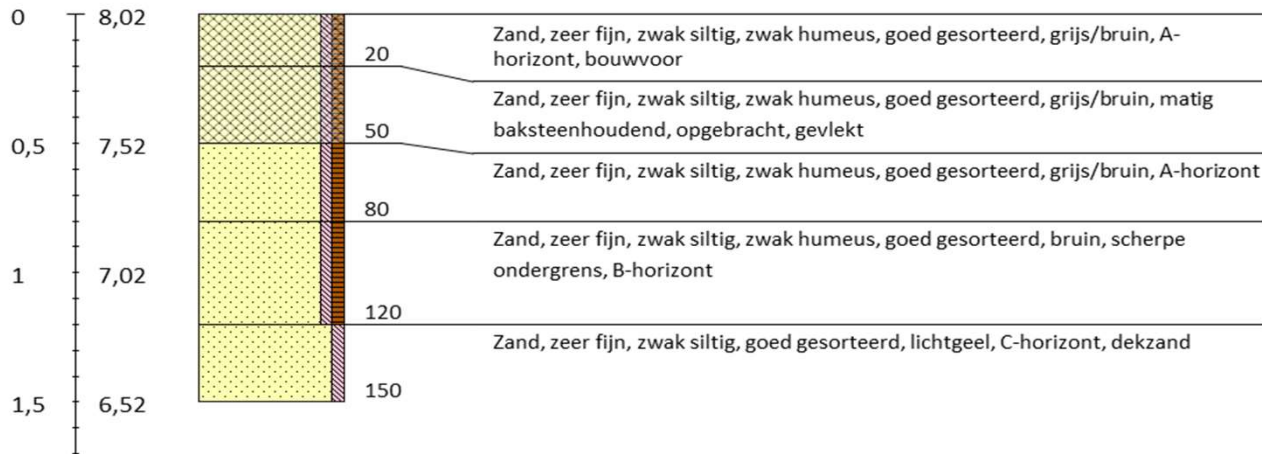 0 8,02
Zand, zeer fijn, zwak siltig, zwak humeus, goed gesorteerd, grijs/bruin, A-
horizont, bouwvoor
20
Zand, zeer fijn, zwak siltig, zwak humeus, goed gesorteerd, grijs/bruin, matig
baksteenhoudend, opgebracht, gevlekt
50
0,5 7,52
Zand, zeer fijn, zwak siltig, zwak humeus, goed gesorteerd, grijs/bruin, A-horizont
80
Zand, zeer fijn, zwak siltig, zwak humeus, goed gesorteerd, bruin, scherpe
ondergrens, B-horizont
1 7,02
120
Zand, zeer fijn, zwak siltig, goed gesorteerd, lichtgeel, C-horizont, dekzand
150
1,5 6,52